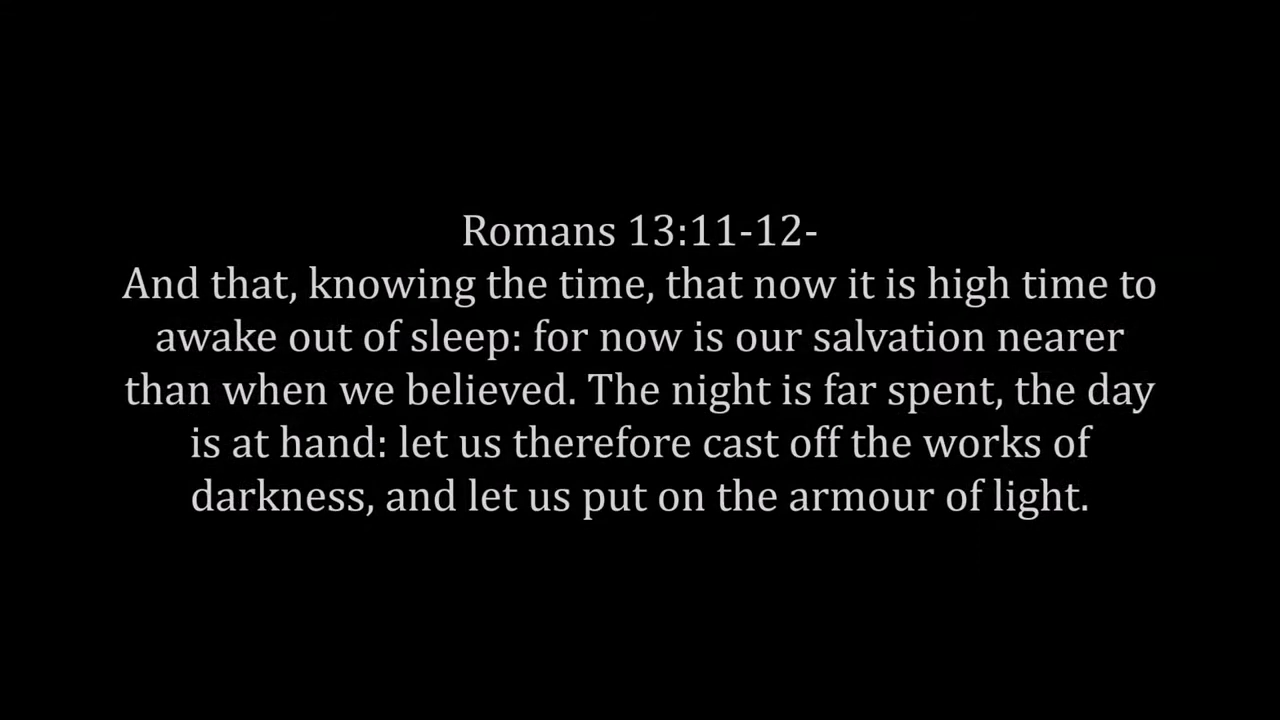 Romans 13:11-12-
And that, knowing the time, that now it is high time to
awake out of sleep: for now is our salvation nearer
than when we believed. The night is far spent, the day
is at hand: let us therefore cast off the works of
darkness, and let us put on the armour of light.